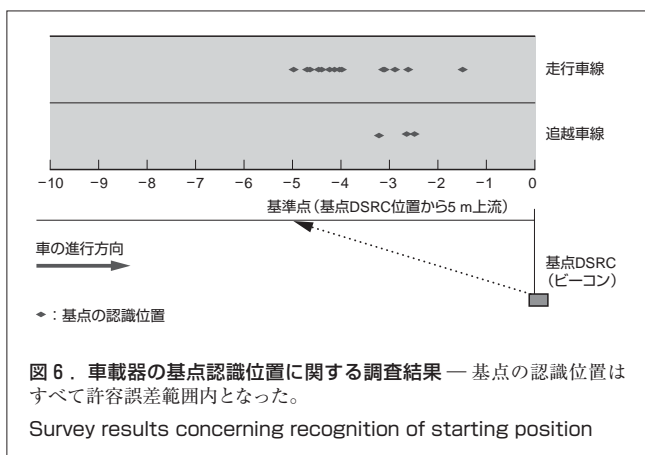 走行車線
追越車線
−10 −9 −8 −7 −6 −5 −4 −3 −2 −1 0
基準点（基点DSRC位置から5 m上流）
車の進行方向
基点DSRC
（ビーコン）
：基点の認識位置
図6．車載器の基点認識位置に関する調査結果 — 基点の認識位置は
すべて許容誤差範囲内となった。
Survey results concerning recognition of starting position